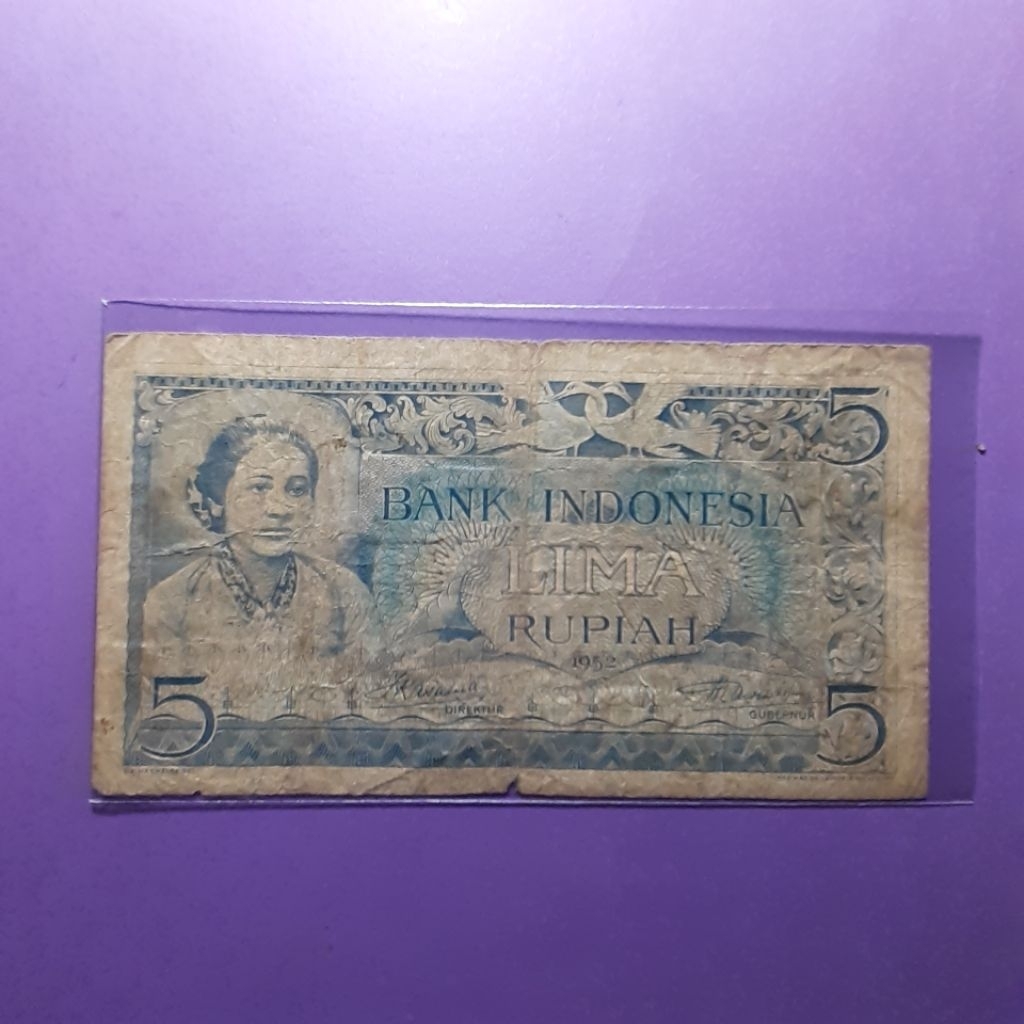 5
BANK INDONESIA
LIMA
RUPIAH
1952
DIREKTUR
GUBERNUR
5
5